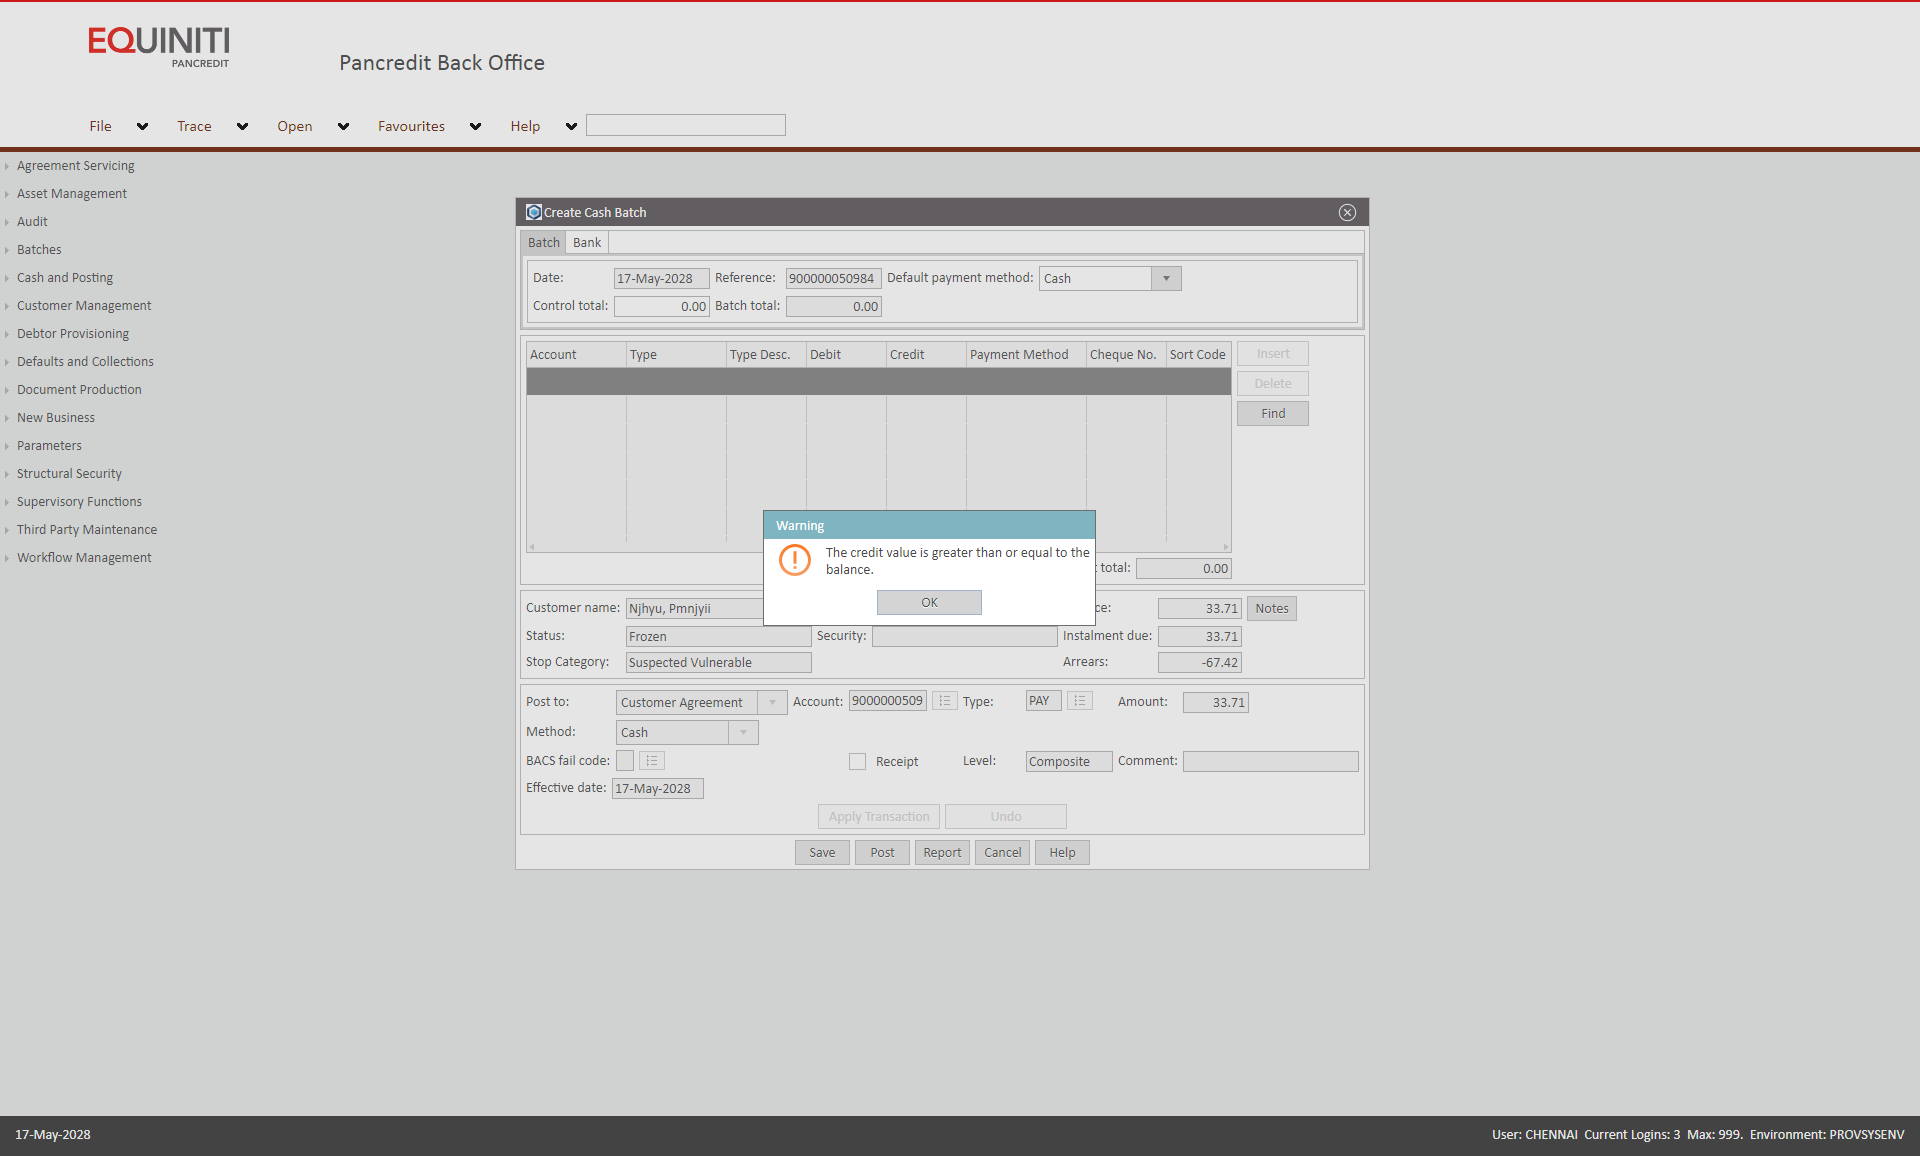 EQUINITI
PANCREDIT
Pancredit Back Office
File Trace Open Favourites Help
Agreement Servicing
Asset Management
Audit
Batches
Cash and Posting
Customer Management
Debtor Provisioning
Defaults and Collections
Document Production
New Business
Parameters
Structural Security
Supervisory Functions
Third Party Maintenance
Workflow Management
Create Cash Batch
Batch Bank
Date: 17-May-2028 Reference: 900000050984 Default payment method: Cash
Control total: 0.00 Batch total: 0.00
Account Type Type Desc. Debit Credit Payment Method Cheque No. Sort Code
Insert
Delete
Find
Warning
The credit value is greater than or equal to the
balance.
OK
total: 0.00
Customer name: Njhyu, Pmnjyii ce: 33.71 Notes
Status: Frozen Security: Instalment due: 33.71
Stop Category: Suspected Vulnerable Arrears: -67.42
Post to: Customer Agreement Account: 9000000509 Type: PAY Amount: 33.71
Method: Cash
BACS fail code: Receipt Level: Composite Comment:
Effective date: 17-May-2028
Apply Transaction Undo
Save Post Report Cancel Help
17-May-2028
User: CHENNAI Current Logins: 3 Max: 999. Environment: PROVSYSENV